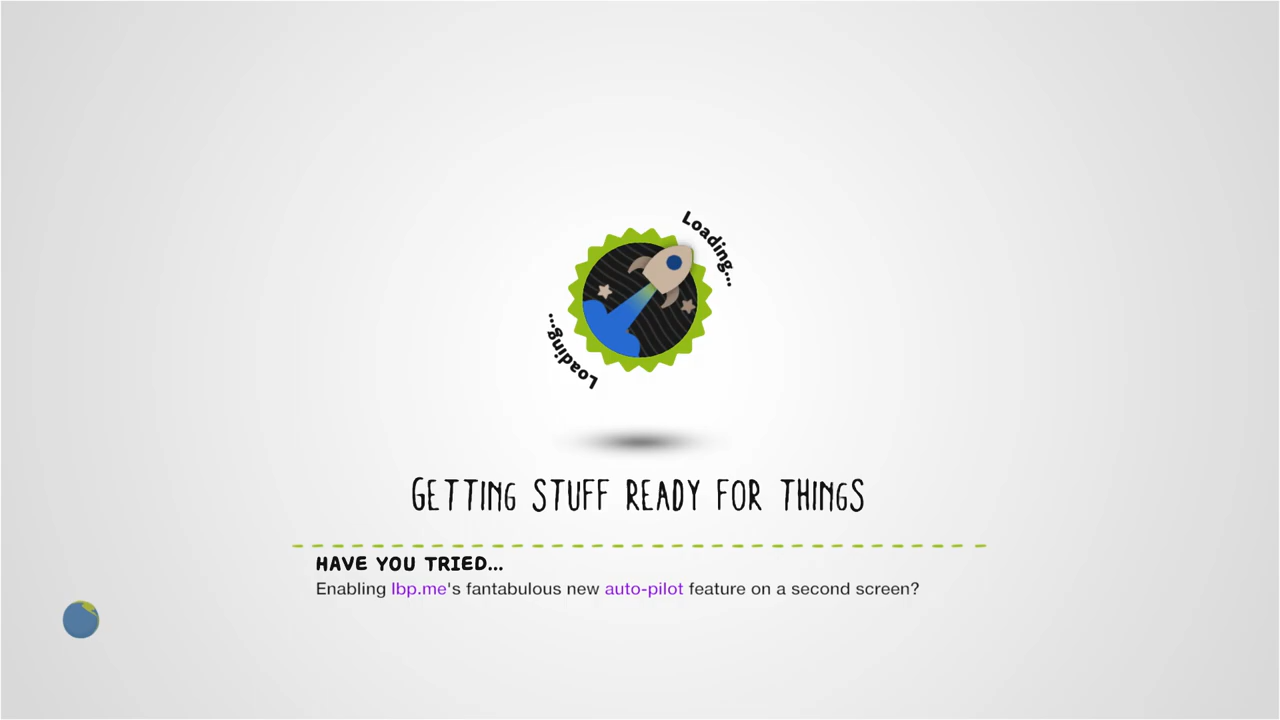 Loading...
Loading...
GETTING STUFF READY FOR THINGS
HAVE YOU TRIED...
Enabling lbp.me's fantabulous new auto-pilot feature on a second screen?